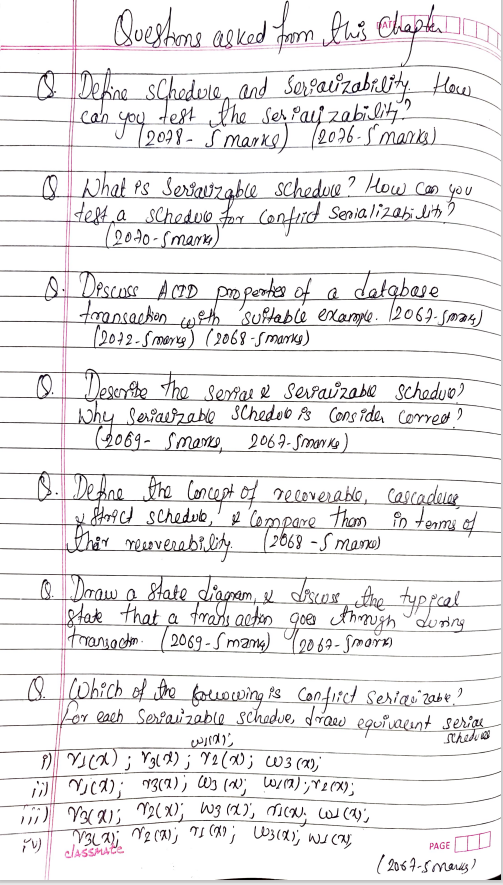 Questions asked from this Chapter
DATE
Q. Define schedule, and serializability. How
can you test the serializability?
(2078 - 5 marks) (2076 - 5 marks)
Q. What is serializable schedule? How can you
test a schedule for conflict serializability?
(2070 - 5 marks)
Q. Discuss ACID properties of a database
transaction with suitable example. (2067 - 5 marks)
(2072 - 5 marks) (2068 - 5 marks)
Q. Describe the serial & serializable schedule?
Why serializable schedule is consider correct?
(2069 - 5 marks, 2067 - 5 marks)
Q. Define the concept of recoverable, cascadeless
& strict schedule, & compare them in terms of
their recoverability. (2068 - 5 marks)
Q. Draw a state diagram, & discuss the typical
state that a transaction goes through during
transactn. (2069 - 5 marks) (2067 - 5 marks)
Q. Which of the following is conflict serializable?
For each serializable schedule, draw equivalent serial
schedule
w1(x);
i) r1(x); r3(x); r2(x); w3(x);
ii) r1(x); r3(x); w3(x); w1(x); r2(x);
iii) r3(x); r2(x); w3(x); r1(x); w1(x);
iv) r3(x); r2(x); r1(x); w3(x); w1(x);
classmate
PAGE
(2067 - 5 marks)